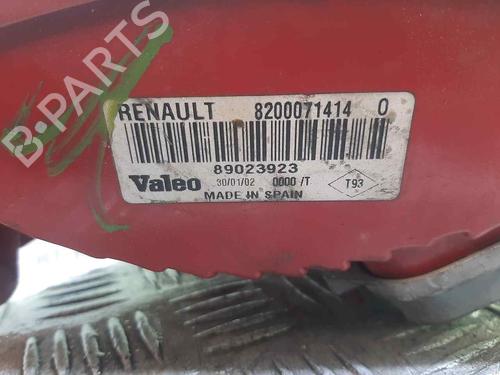 B-PARTS
RENAULT 8200071414 0
89023923
Valeo 30/01/02 0000 /T T93
MADE IN SPAIN